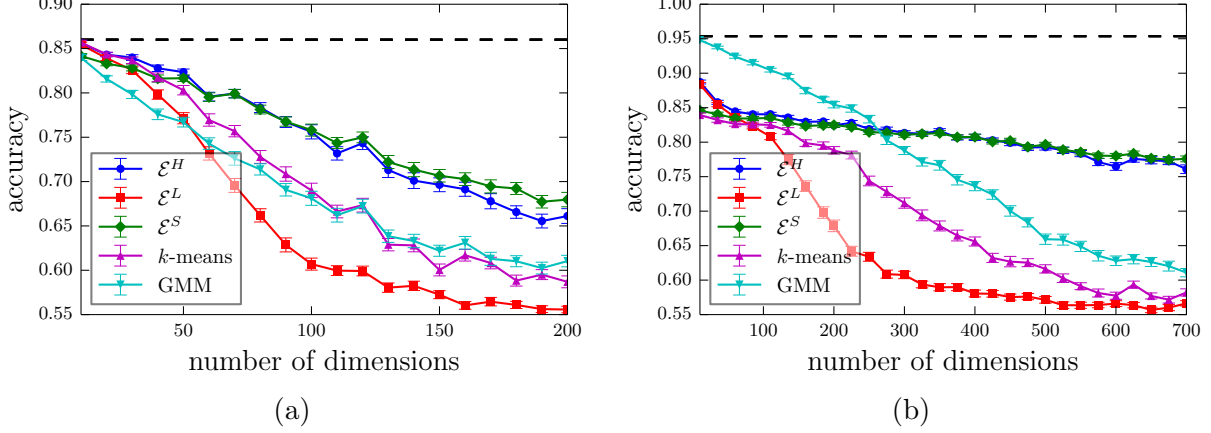 0.90
0.85
0.80
0.75
0.70
0.65
0.60
0.55
accuracy
50
100
150
200
number of dimensions
ℰ^H
ℰ^L
ℰ^S
k-means
GMM
(a)
1.00
0.95
0.90
0.85
0.80
0.75
0.70
0.65
0.60
0.55
accuracy
100
200
300
400
500
600
700
number of dimensions
ℰ^H
ℰ^L
ℰ^S
k-means
GMM
(b)